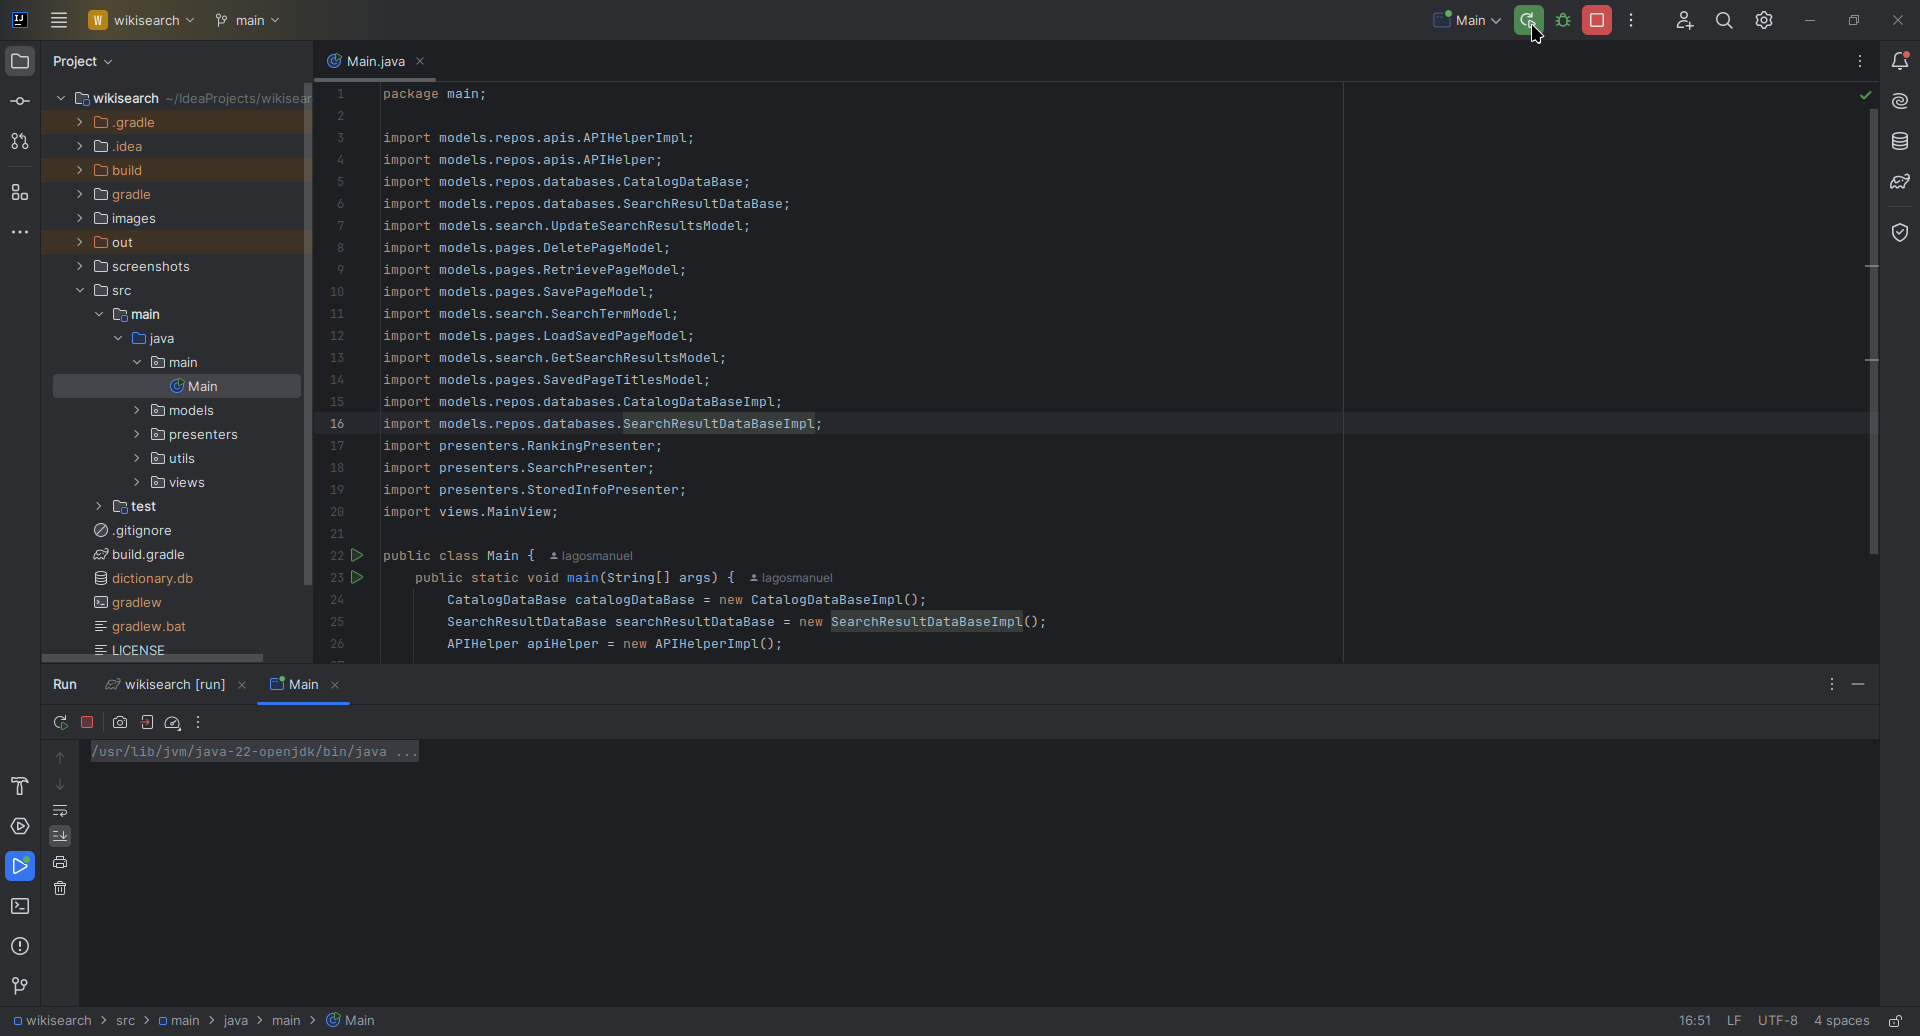 W wikisearch main Main
Project
Main.java
wikisearch ~/IdeaProjects/wikisear
.gradle
.idea
build
gradle
images
out
screenshots
src
main
java
main
Main
models
presenters
utils
views
test
.gitignore
build.gradle
dictionary.db
gradlew
gradlew.bat
LICENSE
1 package main;
2
3 import models.repos.apis.APIHelperImpl;
4 import models.repos.apis.APIHelper;
5 import models.repos.databases.CatalogDataBase;
6 import models.repos.databases.SearchResultDataBase;
7 import models.search.UpdateSearchResultsModel;
8 import models.pages.DeletePageModel;
9 import models.pages.RetrievePageModel;
10 import models.pages.SavePageModel;
11 import models.search.SearchTermModel;
12 import models.pages.LoadSavedPageModel;
13 import models.search.GetSearchResultsModel;
14 import models.pages.SavedPageTitlesModel;
15 import models.repos.databases.CatalogDataBaseImpl;
16 import models.repos.databases.SearchResultDataBaseImpl;
17 import presenters.RankingPresenter;
18 import presenters.SearchPresenter;
19 import presenters.StoredInfoPresenter;
20 import views.MainView;
21
22 public class Main { lagosmanuel
23 public static void main(String[] args) { lagosmanuel
24 CatalogDataBase catalogDataBase = new CatalogDataBaseImpl();
25 SearchResultDataBase searchResultDataBase = new SearchResultDataBaseImpl();
26 APIHelper apiHelper = new APIHelperImpl();
Run wikisearch [run] Main
/usr/lib/jvm/java-22-openjdk/bin/java ...
wikisearch > src > main > java > main > Main 16:51 LF UTF-8 4 spaces